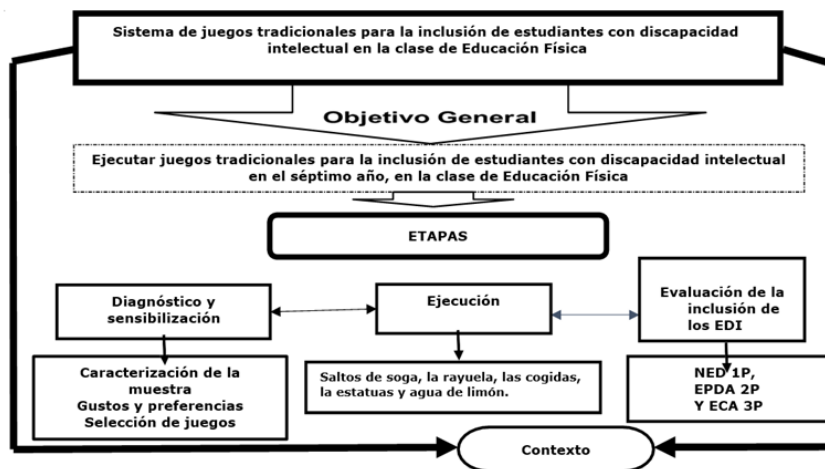 Sistema de juegos tradicionales para la inclusión de estudiantes con discapacidad
intelectual en la clase de Educación Física
Objetivo General
Ejecutar juegos tradicionales para la inclusión de estudiantes con discapacidad intelectual
en el séptimo año, en la clase de Educación Física
ETAPAS
Diagnóstico y
sensibilización
Ejecución
Evaluación de la
inclusión de
los EDI
Caracterización de la
muestra
Gustos y preferencias
Selección de juegos
Saltos de soga, la rayuela, las cogidas,
la estatuas y agua de limón.
NED 1P,
EPDA 2P
Y ECA 3P
Contexto